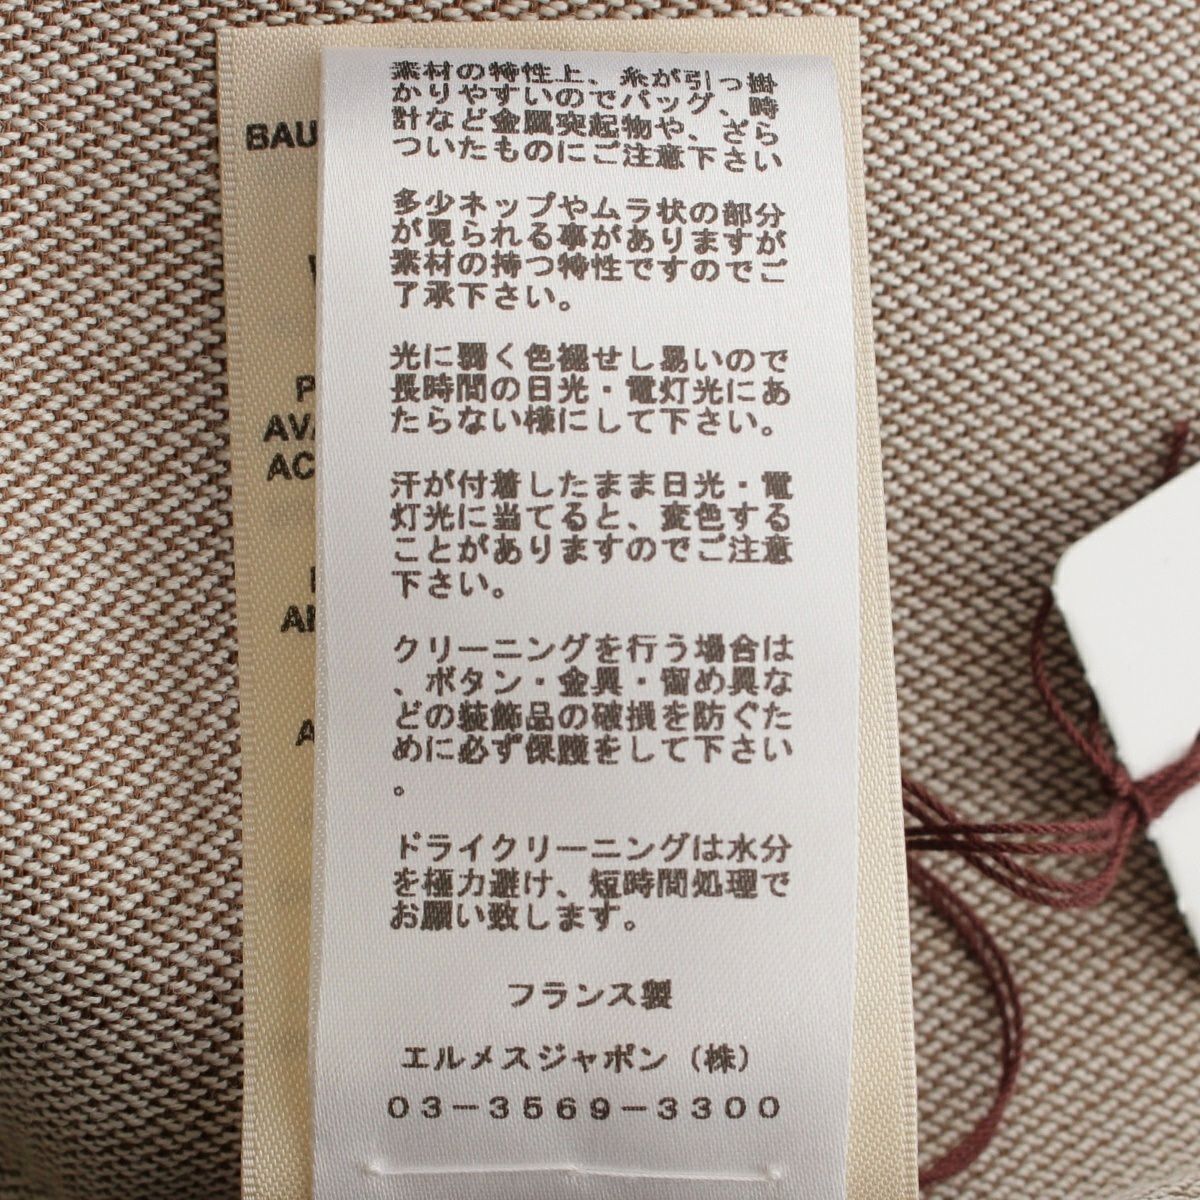 素材の特性上、糸が引っ掛
かりやすいのでバッグ、時
計など金属突起物や、ざら
ついたものにご注意下さい
多少ネップやムラ状の部分
が見られる事がありますが
素材の持つ特性ですのでご
了承下さい。
光に弱く色褪せし易いので
長時間の日光・電灯光にあ
たらない様にして下さい。
汗が付着したまま日光・電
灯光に当てると、変色する
ことがありますのでご注意
下さい。
クリーニングを行う場合は
、ボタン・金具・留め具な
どの装飾品の破損を防ぐた
めに必ず保護をして下さい
。
ドライクリーニングは水分
を極力避け、短時間処理で
お願い致します。
フランス製
エルメスジャポン（株）
03-3569-3300
BAU
P
AVA
AC
AN
A